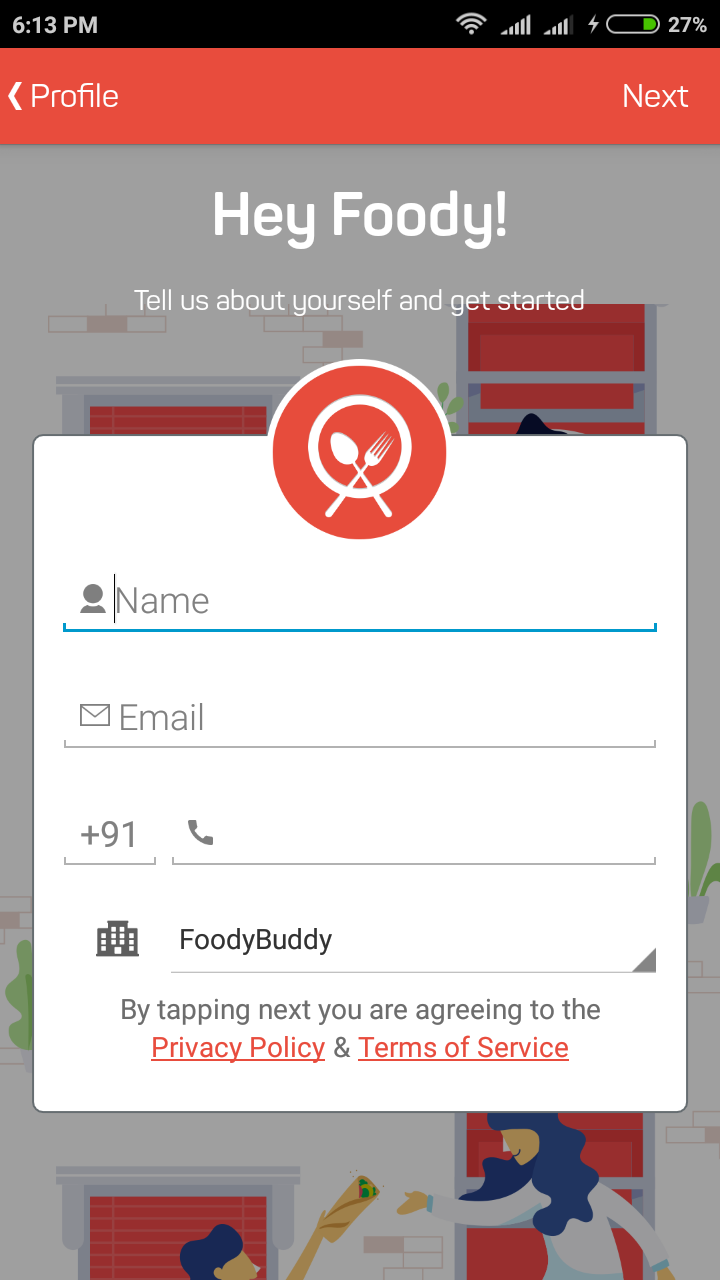 6:13 PM 27%
Profile Next
Hey Foody!
Tell us about yourself and get started
Name
Email
+91
FoodyBuddy
By tapping next you are agreeing to the
Privacy Policy & Terms of Service